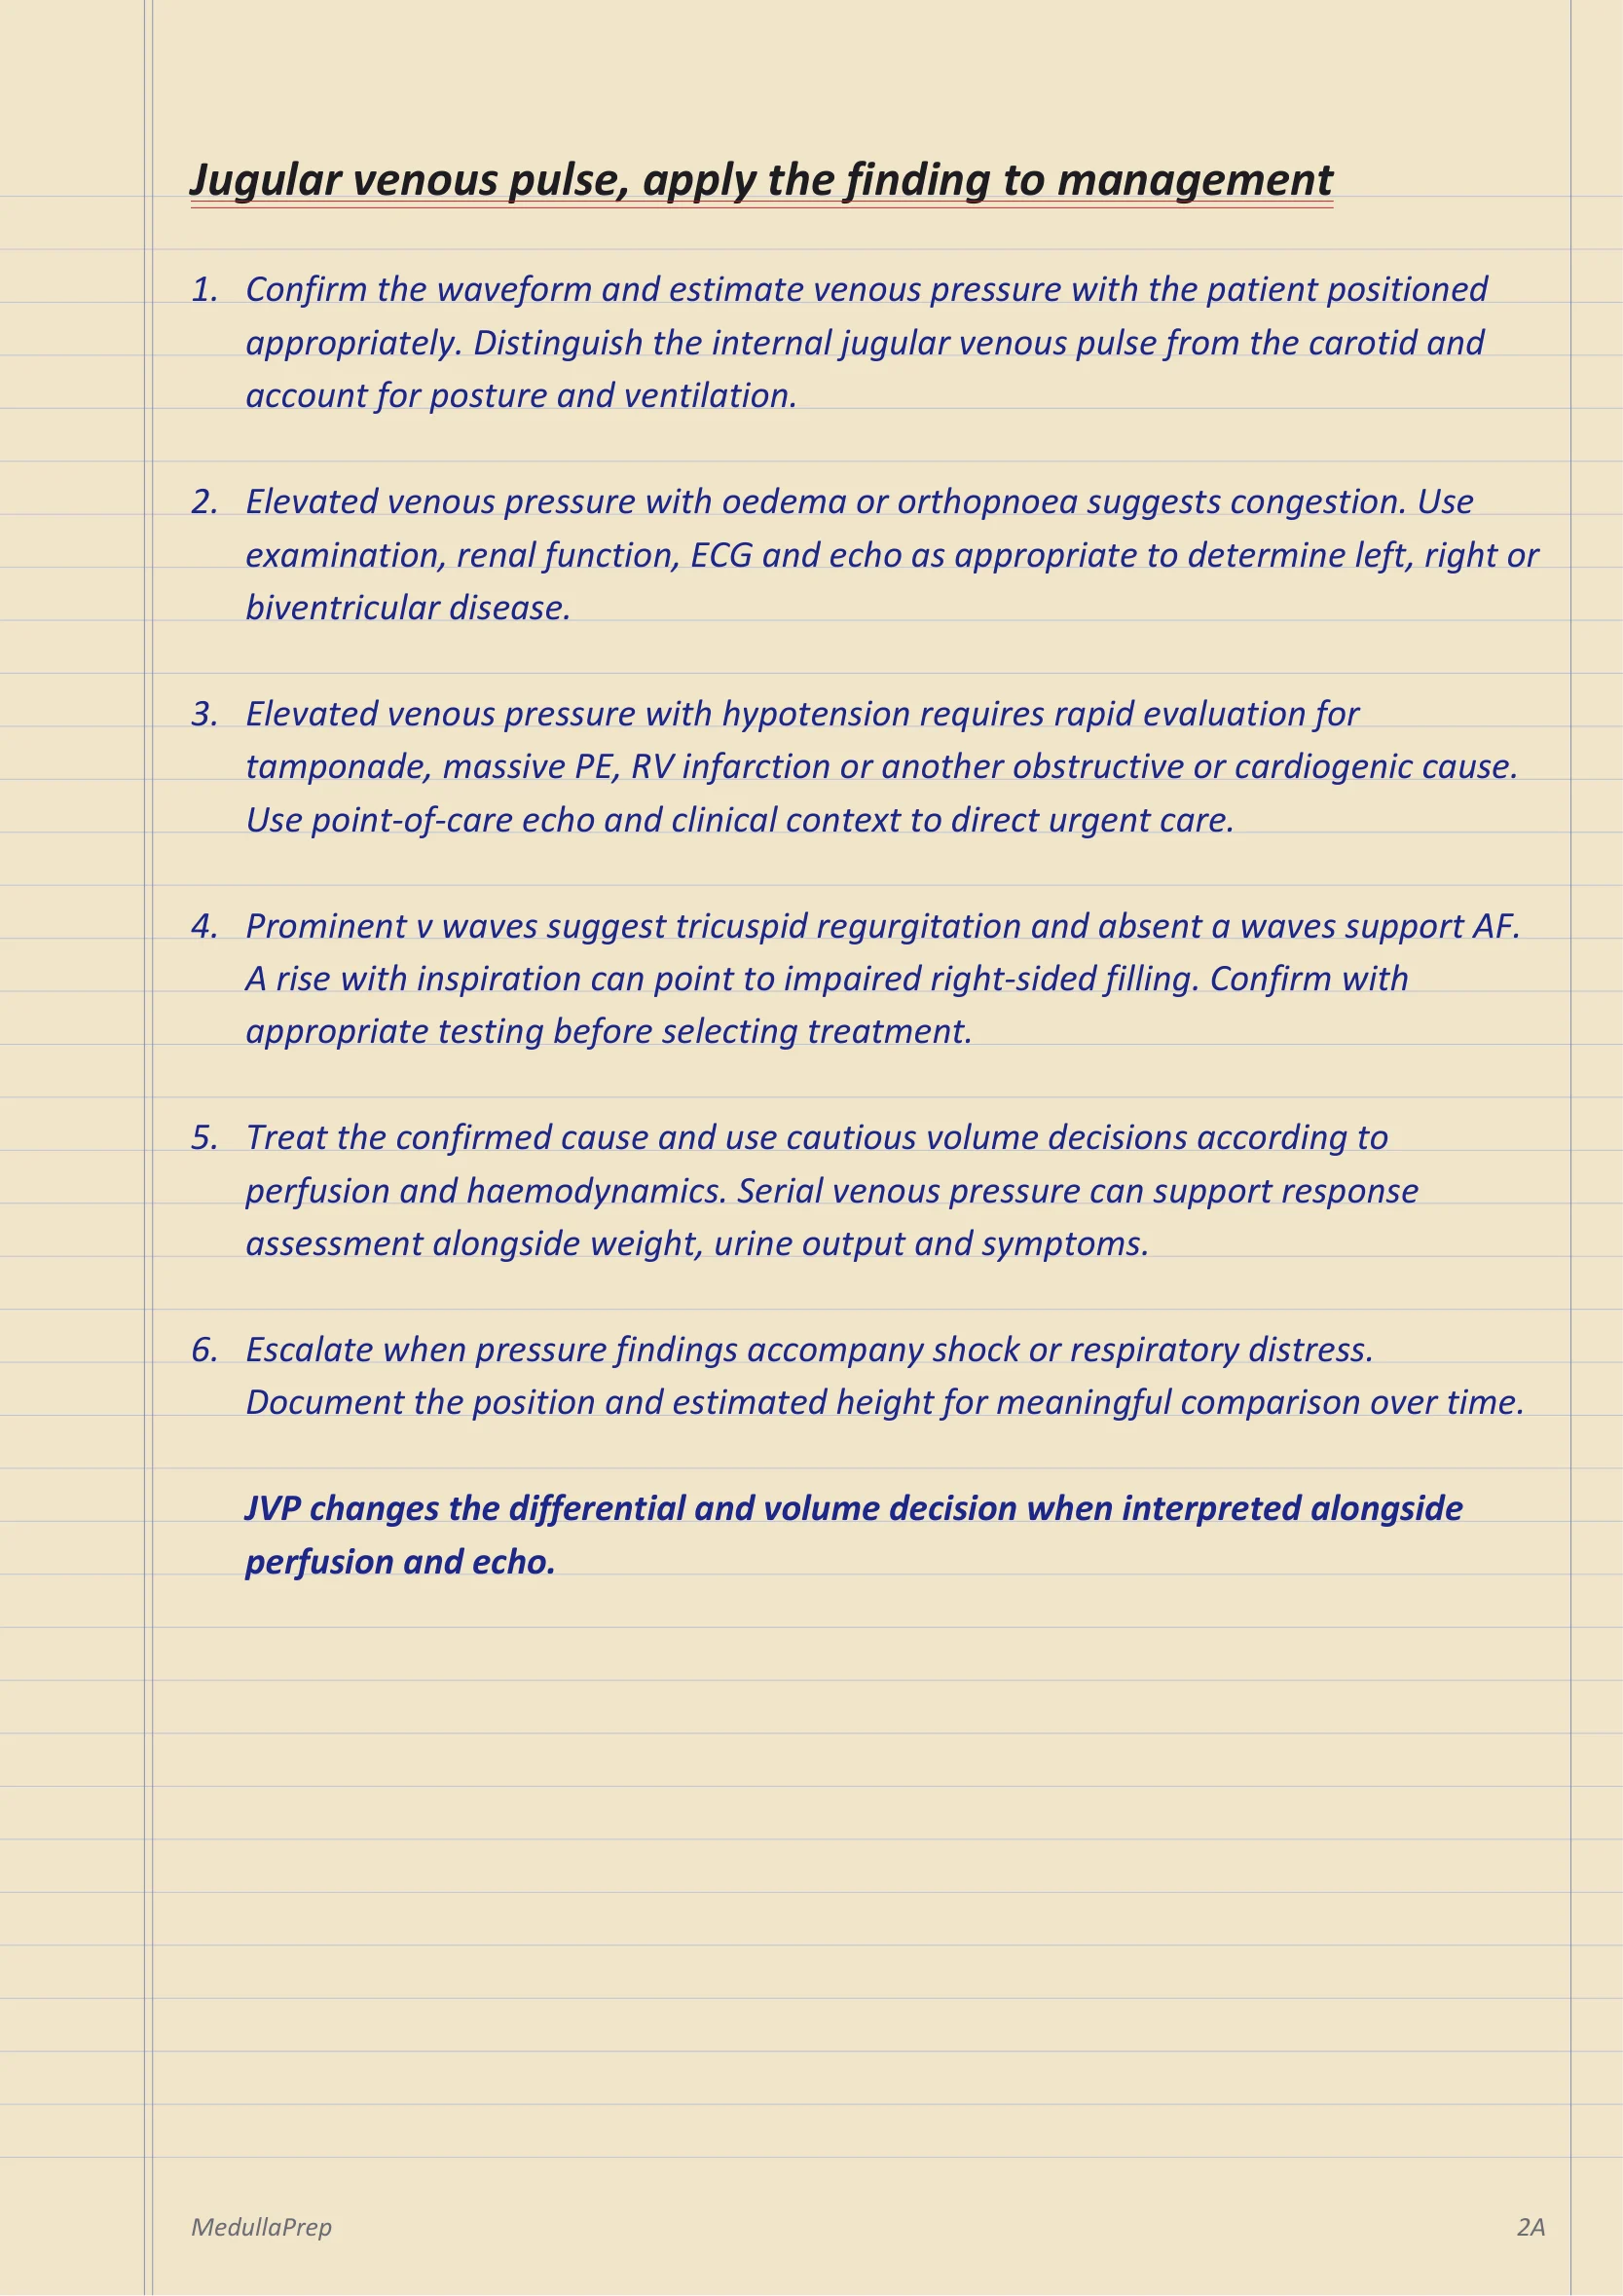 Jugular venous pulse, apply the finding to management
1. Confirm the waveform and estimate venous pressure with the patient positioned
appropriately. Distinguish the internal jugular venous pulse from the carotid and
account for posture and ventilation.
2. Elevated venous pressure with oedema or orthopnoea suggests congestion. Use
examination, renal function, ECG and echo as appropriate to determine left, right or
biventricular disease.
3. Elevated venous pressure with hypotension requires rapid evaluation for
tamponade, massive PE, RV infarction or another obstructive or cardiogenic cause.
Use point-of-care echo and clinical context to direct urgent care.
4. Prominent v waves suggest tricuspid regurgitation and absent a waves support AF.
A rise with inspiration can point to impaired right-sided filling. Confirm with
appropriate testing before selecting treatment.
5. Treat the confirmed cause and use cautious volume decisions according to
perfusion and haemodynamics. Serial venous pressure can support response
assessment alongside weight, urine output and symptoms.
6. Escalate when pressure findings accompany shock or respiratory distress.
Document the position and estimated height for meaningful comparison over time.
JVP changes the differential and volume decision when interpreted alongside
perfusion and echo.
MedullaPrep
2A